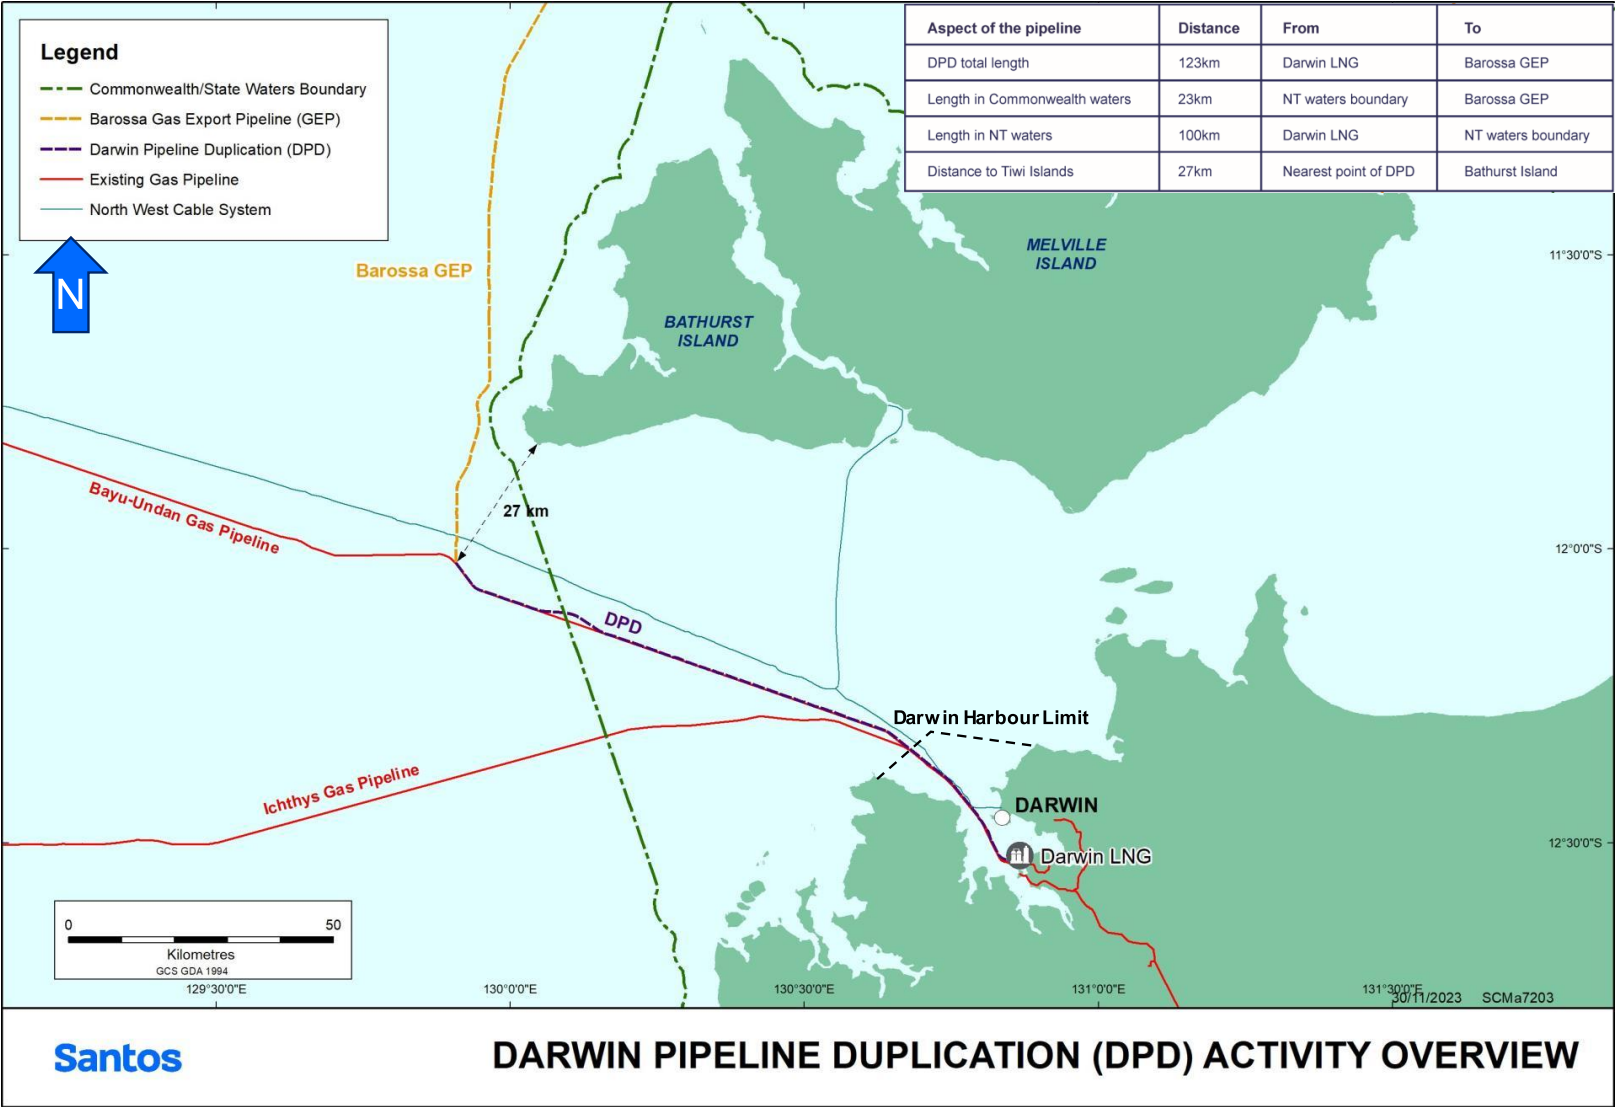 Legend
Commonwealth/State Waters Boundary
Barossa Gas Export Pipeline (GEP)
Darwin Pipeline Duplication (DPD)
Existing Gas Pipeline
North West Cable System
N
Aspect of the pipeline Distance From To
DPD total length 123km Darwin LNG Barossa GEP
Length in Commonwealth waters 23km NT waters boundary Barossa GEP
Length in NT waters 100km Darwin LNG NT waters boundary
Distance to Tiwi Islands 27km Nearest point of DPD Bathurst Island
Barossa GEP
MELVILLE
ISLAND
11°30'0"S
BATHURST
ISLAND
Bayu-Undan Gas Pipeline
27 km
12°0'0"S
DPD
Darwin Harbour Limit
Ichthys Gas Pipeline
DARWIN
Darwin LNG
12°30'0"S
0 50
Kilometres
GCS GDA 1994
129°30'0"E 130°0'0"E 130°30'0"E 131°0'0"E 131°30'0"E
30/11/2023 SCMa7203
Santos
DARWIN PIPELINE DUPLICATION (DPD) ACTIVITY OVERVIEW